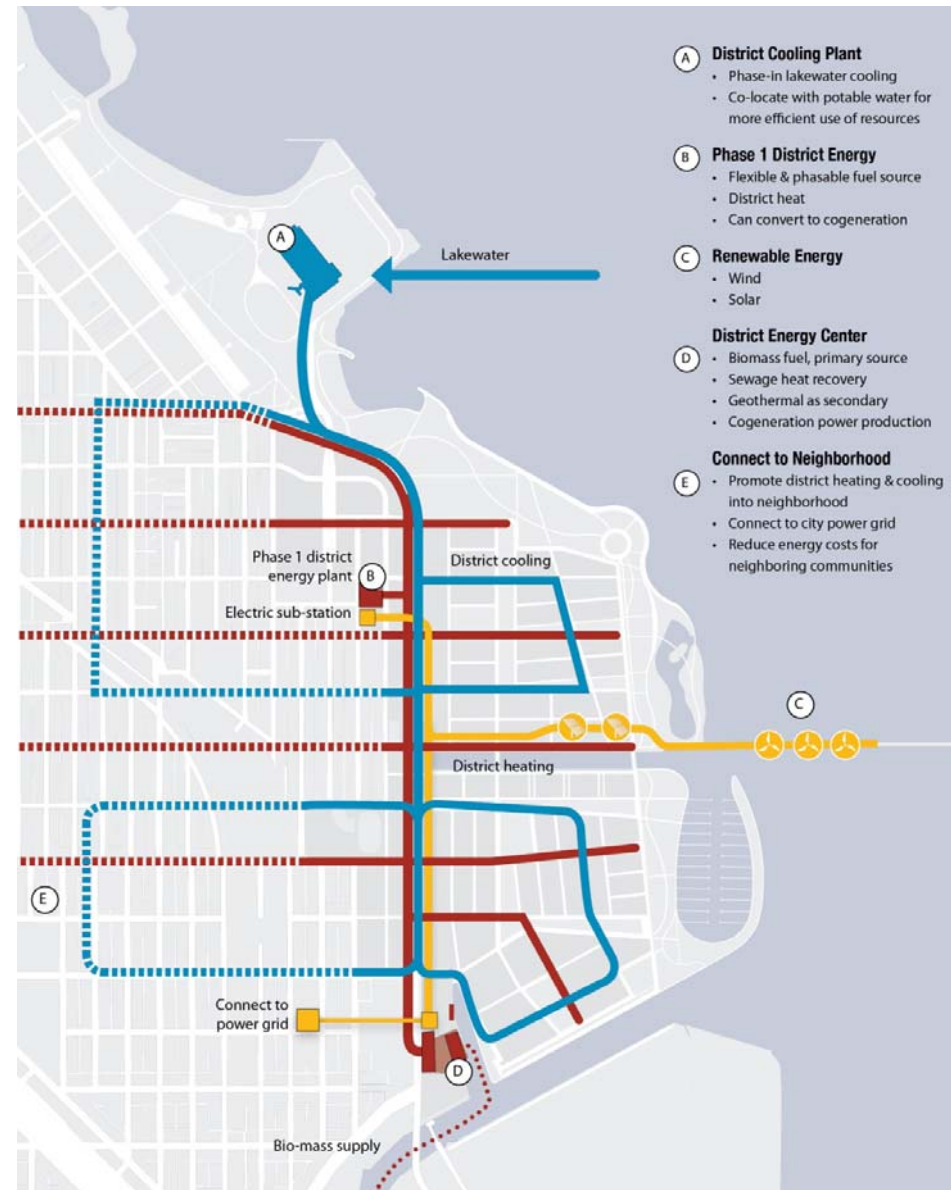 A District Cooling Plant
• Phase-in lakewater cooling
• Co-locate with potable water for
more efficient use of resources
B Phase 1 District Energy
• Flexible & phasable fuel source
• District heat
• Can convert to cogeneration
C Renewable Energy
• Wind
• Solar
District Energy Center
D • Biomass fuel, primary source
• Sewage heat recovery
• Geothermal as secondary
• Cogeneration power production
Connect to Neighborhood
E • Promote district heating & cooling
into neighborhood
• Connect to city power grid
• Reduce energy costs for
neighboring communities
A
Lakewater
Phase 1 district
energy plant
B
District cooling
Electric sub-station
C
District heating
E
Connect to
power grid
D
Bio-mass supply